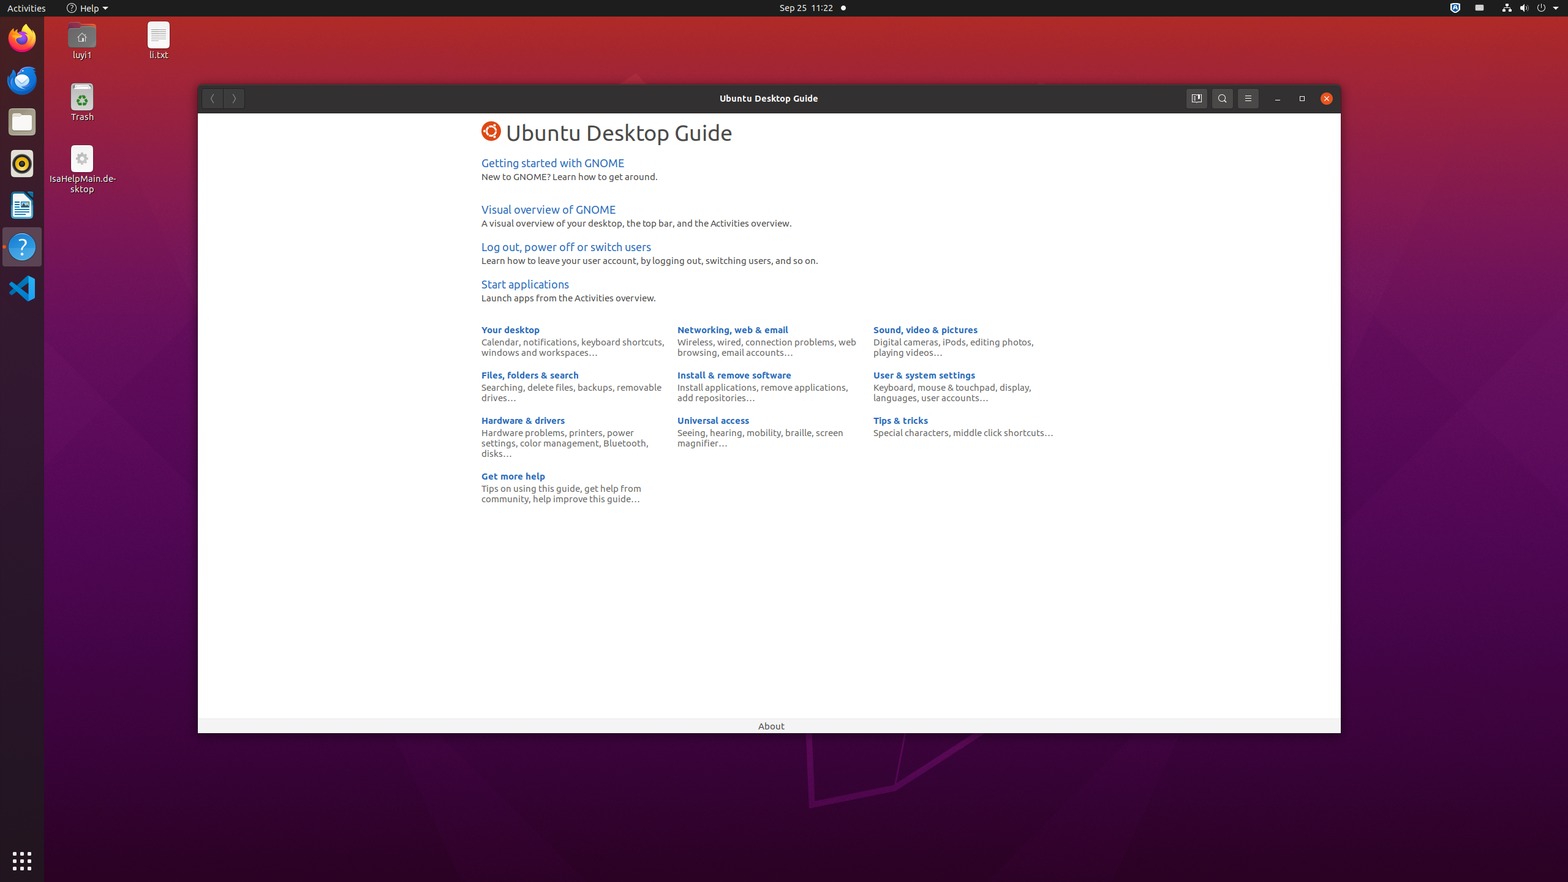 Activities
Help
Sep 25 11:22
luyi1
li.txt
Trash
IsaHelpMain.de-
sktop
Ubuntu Desktop Guide
Ubuntu Desktop Guide
Getting started with GNOME
New to GNOME? Learn how to get around.
Visual overview of GNOME
A visual overview of your desktop, the top bar, and the Activities overview.
Log out, power off or switch users
Learn how to leave your user account, by logging out, switching users, and so on.
Start applications
Launch apps from the Activities overview.
Your desktop
Calendar, notifications, keyboard shortcuts,
windows and workspaces…
Networking, web & email
Wireless, wired, connection problems, web
browsing, email accounts…
Sound, video & pictures
Digital cameras, iPods, editing photos,
playing videos…
Files, folders & search
Searching, delete files, backups, removable
drives…
Install & remove software
Install applications, remove applications,
add repositories…
User & system settings
Keyboard, mouse & touchpad, display,
languages, user accounts…
Hardware & drivers
Hardware problems, printers, power
settings, color management, Bluetooth,
disks…
Universal access
Seeing, hearing, mobility, braille, screen
magnifier…
Tips & tricks
Special characters, middle click shortcuts…
Get more help
Tips on using this guide, get help from
community, help improve this guide…
About